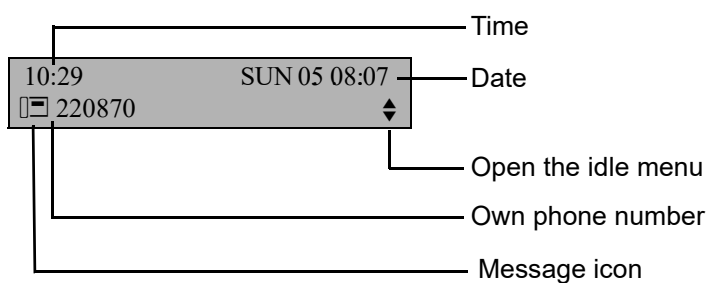 Time
10:29 SUN 05 08:07 Date
220870
Open the idle menu
Own phone number
Message icon